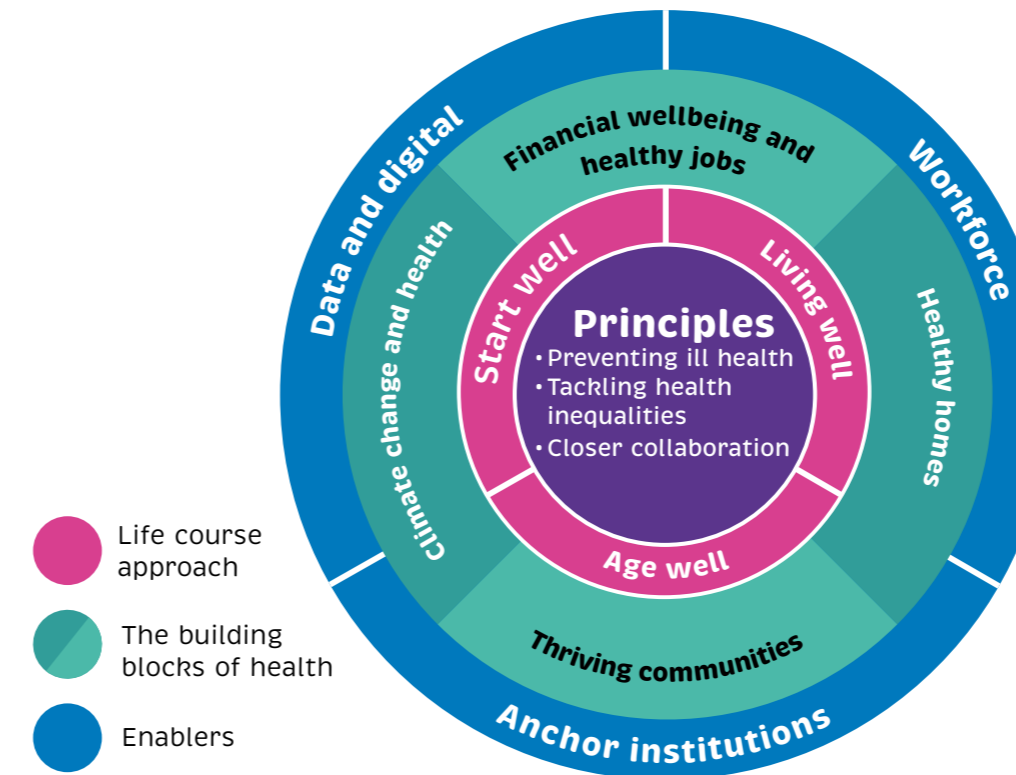 Data and digital
Workforce
Financial wellbeing and
healthy jobs
Climate change and health
Healthy homes
Start well
Living well
Principles
• Preventing ill health
• Tackling health
inequalities
• Closer collaboration
Age well
Thriving communities
Anchor institutions
Life course
approach
The building
blocks of health
Enablers